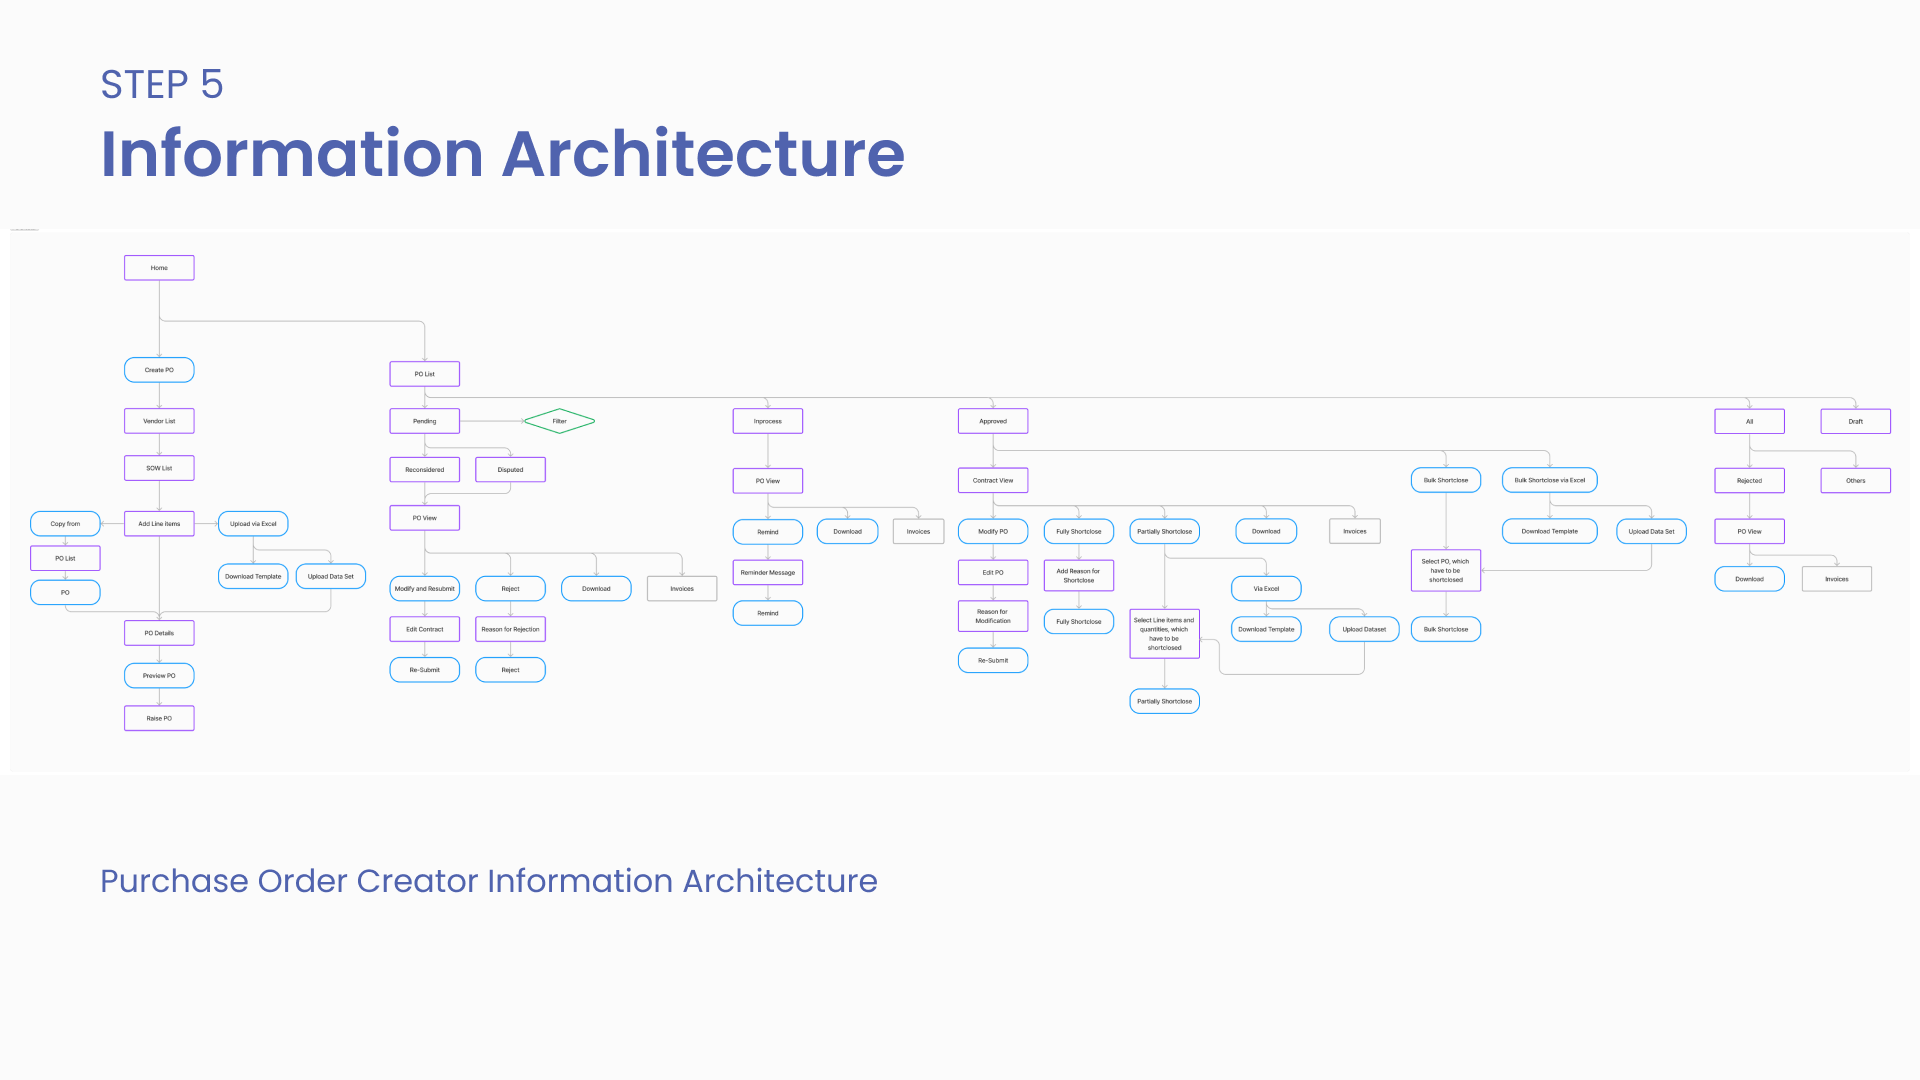 STEP 5
Information Architecture
Home
Create PO
Vendor List
SOW List
Copy from
Add Line items
Upload via Excel
PO List
Download Template
Upload Data Set
PO
PO Details
Preview PO
Raise PO
PO List
Pending
Filter
Reconsidered
Disputed
PO View
Modify and Resubmit
Reject
Download
Invoices
Edit Contract
Reason for Rejection
Re-Submit
Reject
Inprocess
PO View
Remind
Download
Invoices
Reminder Message
Remind
Approved
Contract View
Modify PO
Fully Shortclose
Partially Shortclose
Download
Invoices
Edit PO
Add Reason for
Shortclose
Via Excel
Reason for
Modification
Fully Shortclose
Select Line items and
quantities, which
have to be
shortclosed
Download Template
Upload Dataset
Re-Submit
Partially Shortclose
Bulk Shortclose
Bulk Shortclose via Excel
Download Template
Upload Data Set
Select PO, which
have to be
shortclosed
Bulk Shortclose
All
Draft
Rejected
Others
PO View
Download
Invoices
Purchase Order Creator Information Architecture